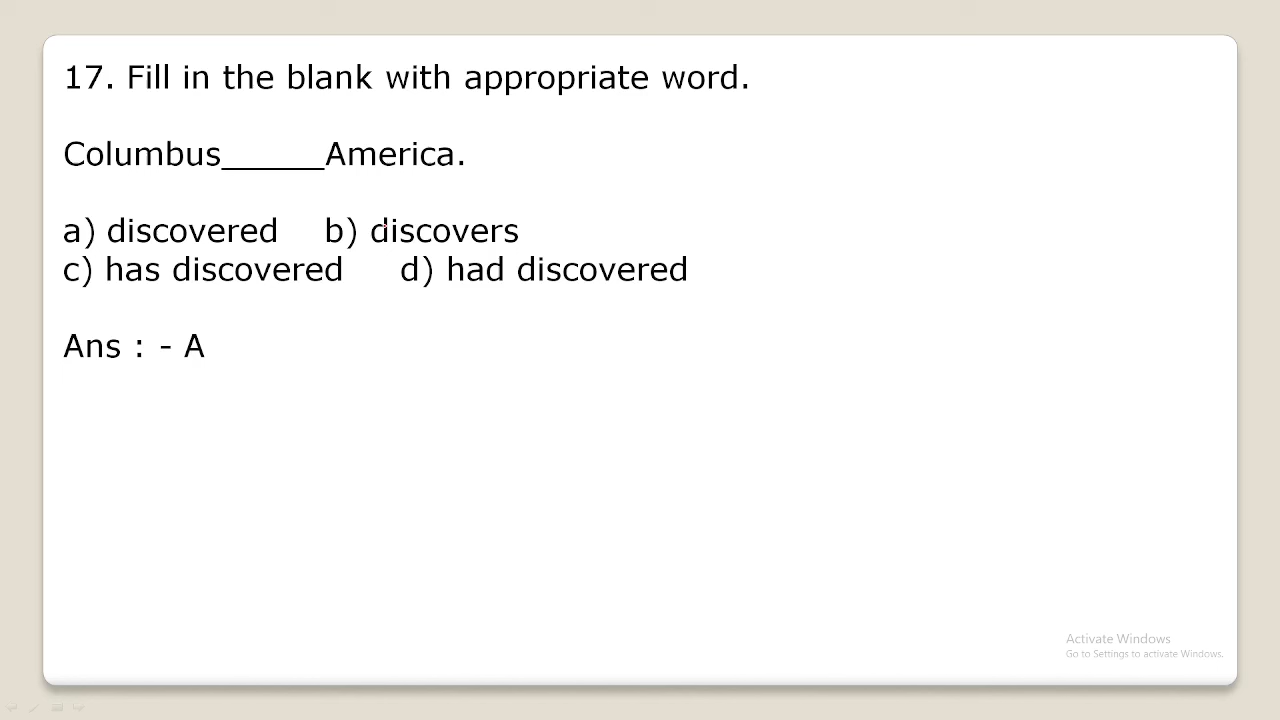 17. Fill in the blank with appropriate word.
Columbus______America.
a) discovered b) discovers
c) has discovered d) had discovered
Ans : - A
Activate Windows
Go to Settings to activate Windows.